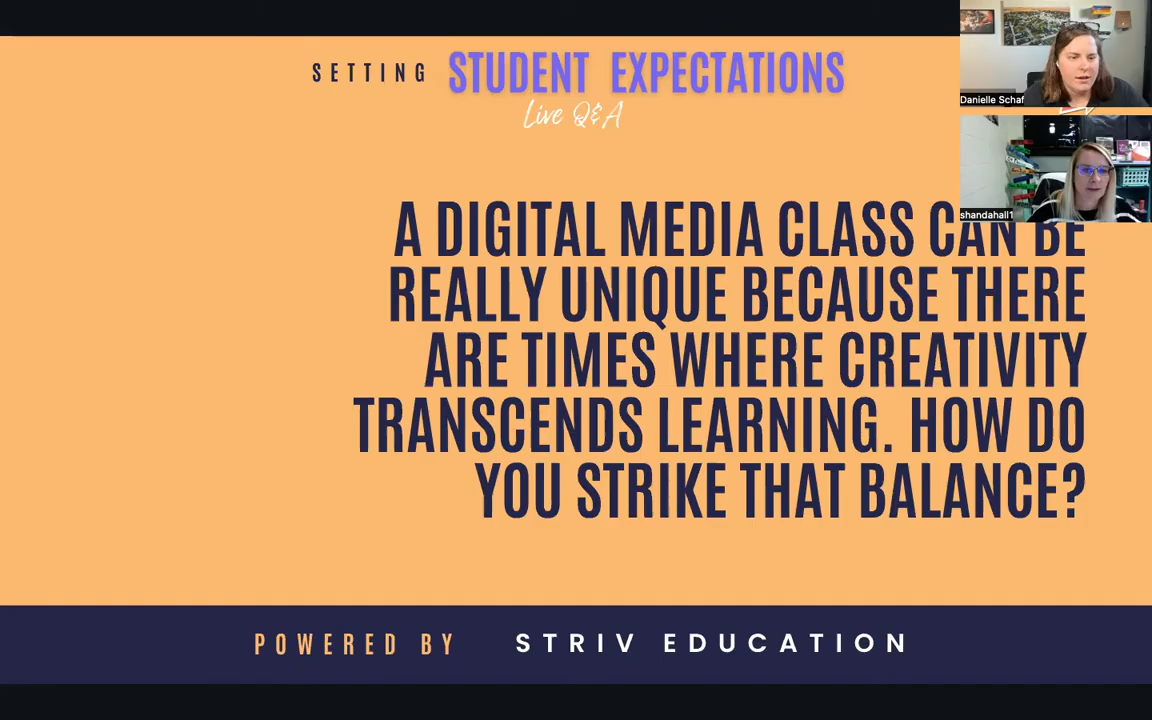 SETTING STUDENT EXPECTATIONS
Live Q&A
Danielle Schaf
shandahall1
A DIGITAL MEDIA CLASS CAN BE
REALLY UNIQUE BECAUSE THERE
ARE TIMES WHERE CREATIVITY
TRANSCENDS LEARNING. HOW DO
YOU STRIKE THAT BALANCE?
POWERED BY STRIV EDUCATION